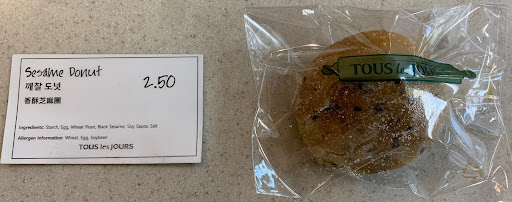 Sesame Donut
깨찰 도넛
2.50
香酥芝麻團
Ingredients: Starch, Egg, Wheat Flour, Black Sesame, Soy Sauce, Salt
Allergen Information: Wheat, Egg, Soybean
TOUS les JOURS
TOUS les JOURS